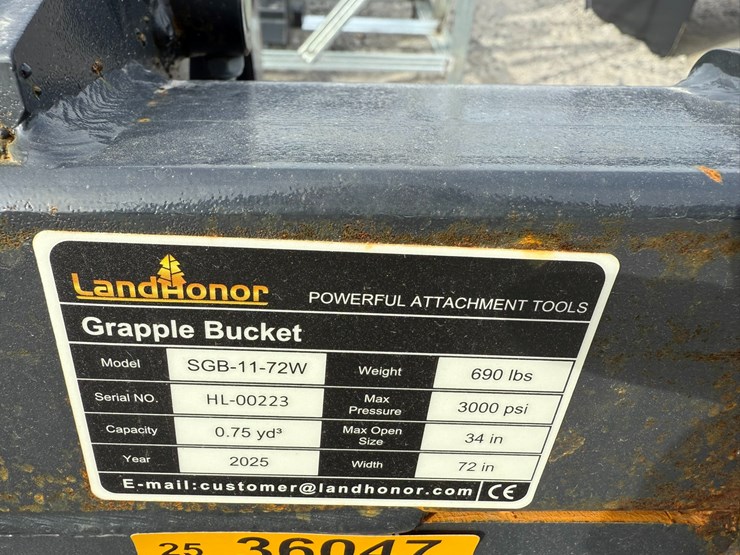 LandHonor POWERFUL ATTACHMENT TOOLS
Grapple Bucket
Model SGB-11-72W Weight 690 lbs
Serial NO. HL-00223 Max Pressure 3000 psi
Capacity 0.75 yd³ Max Open Size 34 in
Year 2025 Width 72 in
E-mail:customer@landhonor.com CE
25 36047